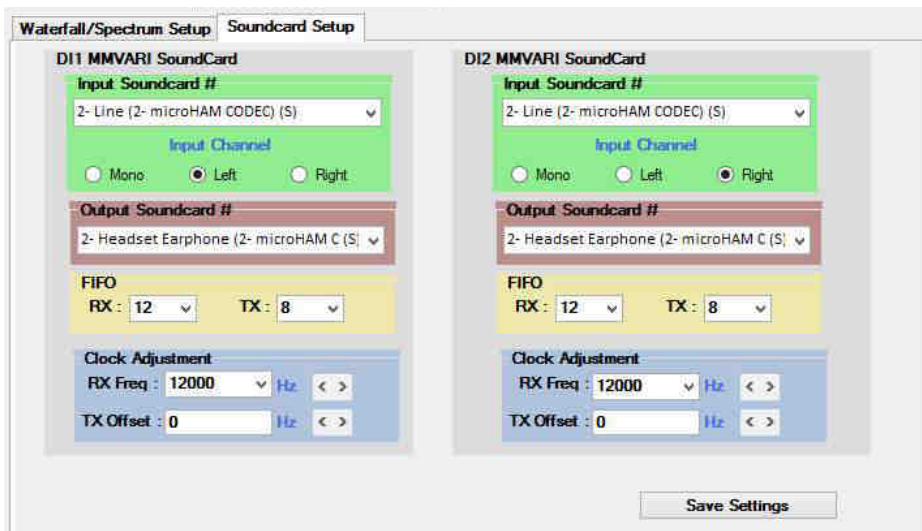 Waterfall/Spectrum Setup Soundcard Setup
DI1 MMVARI SoundCard
Input Soundcard #
2- Line (2- microHAM CODEC) (S)
Input Channel
Mono Left Right
Output Soundcard #
2- Headset Earphone (2- microHAM C (S)
FIFO
RX : 12 TX : 8
Clock Adjustment
RX Freq : 12000 Hz < >
TX Offset : 0 Hz < >
DI2 MMVARI SoundCard
Input Soundcard #
2- Line (2- microHAM CODEC) (S)
Input Channel
Mono Left Right
Output Soundcard #
2- Headset Earphone (2- microHAM C (S)
FIFO
RX : 12 TX : 8
Clock Adjustment
RX Freq : 12000 Hz < >
TX Offset : 0 Hz < >
Save Settings